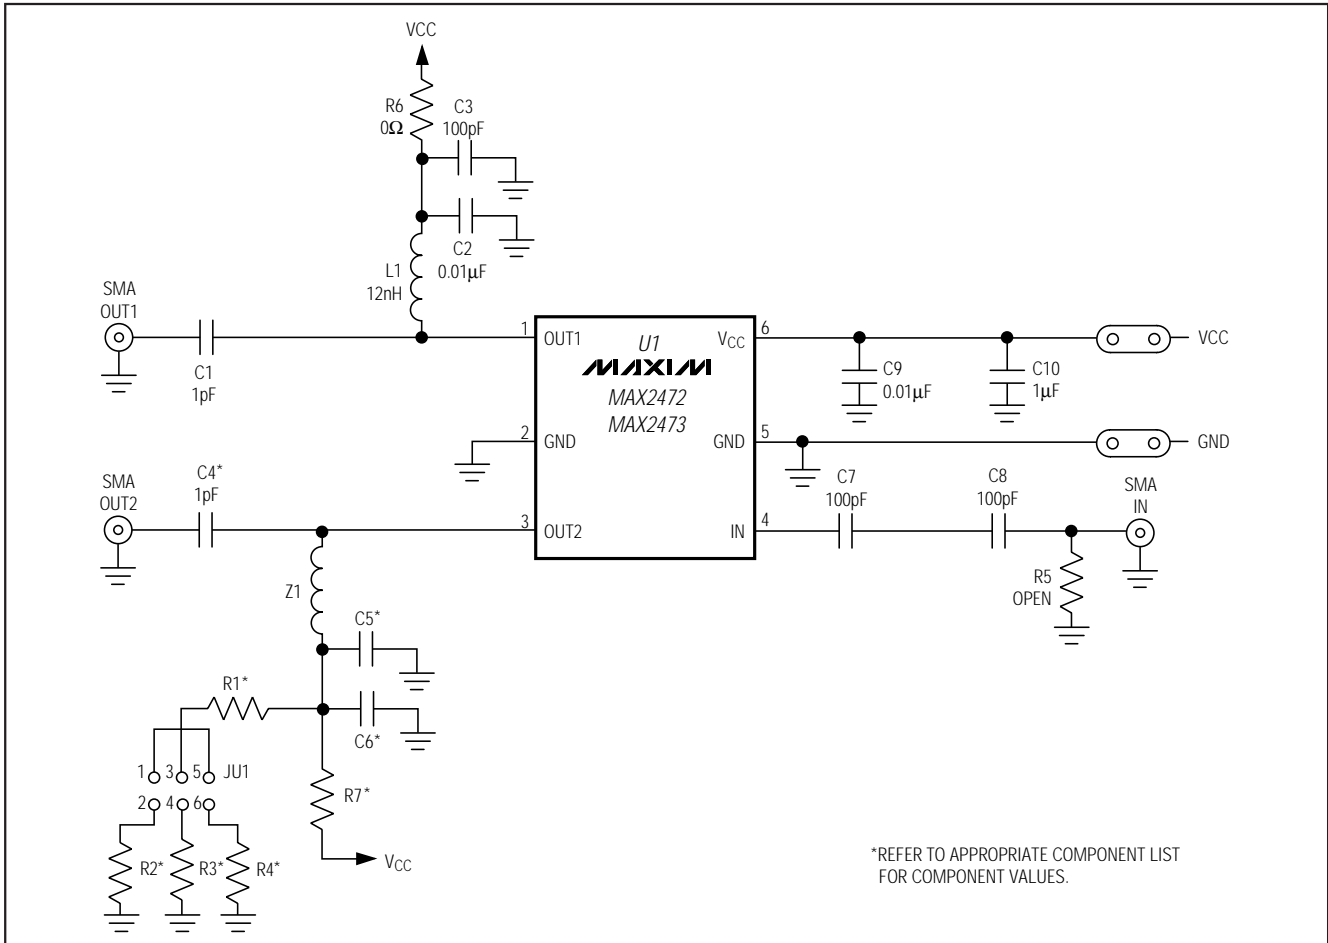 VCC
R6
0Ω
C3
100pF
C2
0.01μF
L1
12nH
SMA
OUT1
C1
1pF
1
OUT1
U1
MAXIM
MAX2472
MAX2473
VCC
6
C9
0.01μF
C10
1μF
VCC
2
GND
GND
5
GND
SMA
OUT2
C4*
1pF
3
OUT2
IN
4
C7
100pF
C8
100pF
SMA
IN
R5
OPEN
Z1
C5*
R1*
C6*
1 3 5 JU1
2 4 6
R7*
R2*
R3*
R4*
VCC
*REFER TO APPROPRIATE COMPONENT LIST
FOR COMPONENT VALUES.